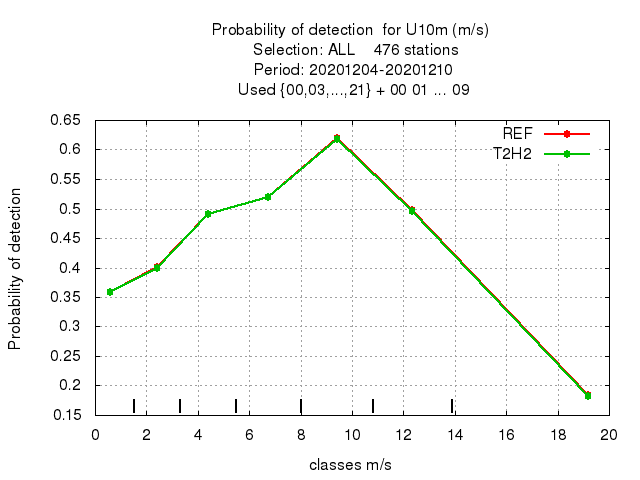 Probability of detection  for U10m (m/s)
Selection: ALL    476 stations
Period: 20201204-20201210
Used {00,03,...,21} + 00 01 ... 09
REF
T2H2
Probability of detection
0.65
0.6
0.55
0.5
0.45
0.4
0.35
0.3
0.25
0.2
0.15
0 2 4 6 8 10 12 14 16 18 20
classes m/s